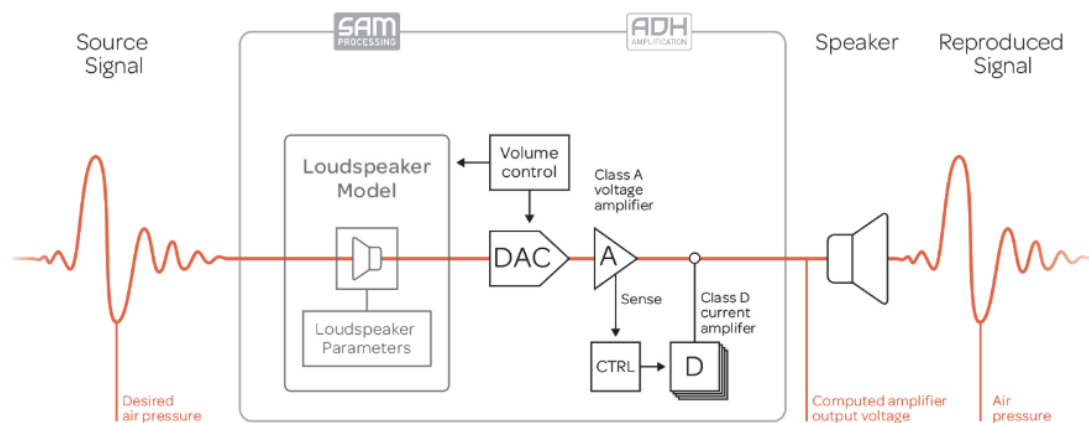 SAM
PROCESSING
ADH
AMPLIFICATION
Source
Signal
Speaker
Reproduced
Signal
Loudspeaker
Model
Volume
control
Class A
voltage
amplifier
DAC
A
Sense
Class D
current
amplifer
Loudspeaker
Parameters
CTRL
D
Desired
air pressure
Computed amplifier
output voltage
Air
pressure